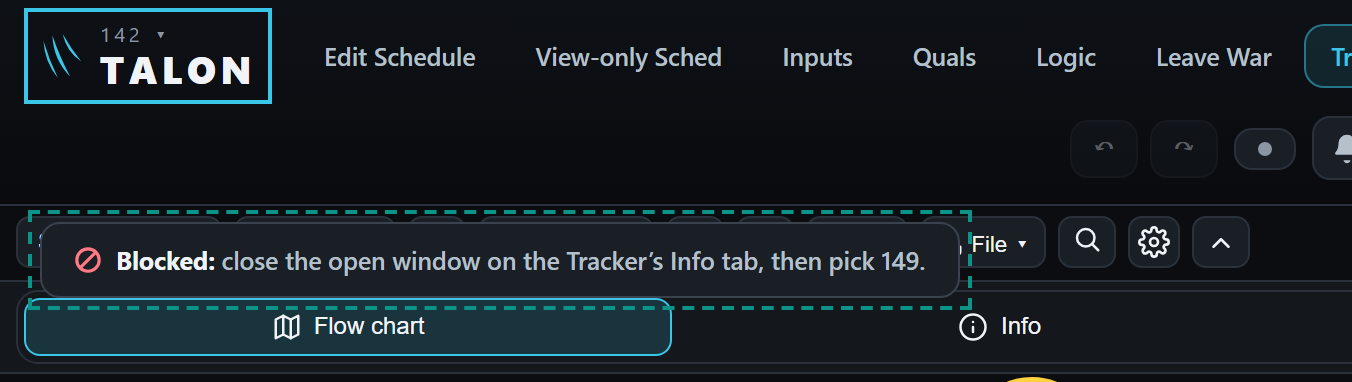 142 ▾
TALON
Edit Schedule
View-only Sched
Inputs
Quals
Logic
Leave War
Tr
Blocked: close the open window on the Tracker’s Info tab, then pick 149.
File ▾
Flow chart
Info